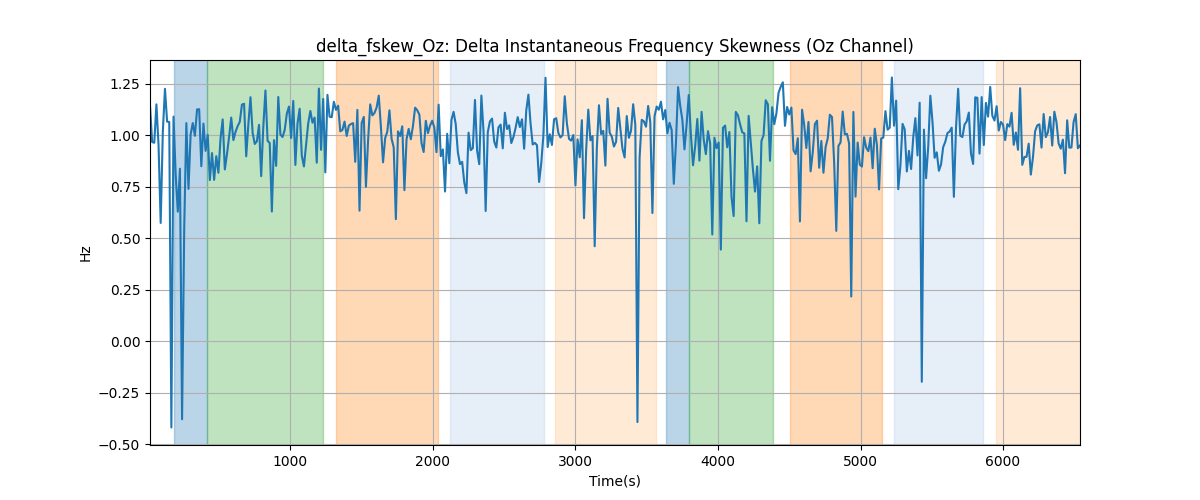 delta_fskew_Oz: Delta Instantaneous Frequency Skewness (Oz Channel)
1.25
1.00
0.75
0.50
0.25
0.00
−0.25
−0.50
Hz
1000 2000 3000 4000 5000 6000
Time(s)